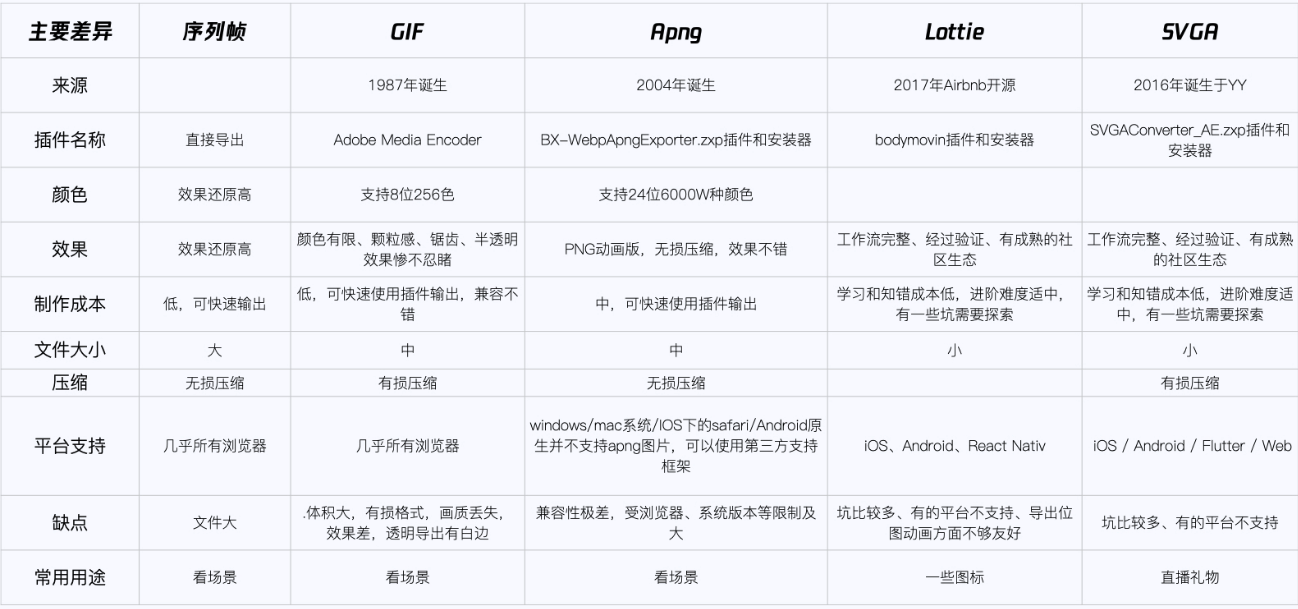 主要差异 序列帧 GIF Apng Lottie SVGA
来源 1987年诞生 2004年诞生 2017年Airbnb开源 2016年诞生于YY
插件名称 直接导出 Adobe Media Encoder BX-WebpApngExporter.zxp插件和安装器 bodymovin插件和安装器 SVGAConverter_AE.zxp插件和
安装器
颜色 效果还原高 支持8位256色 支持24位6000W种颜色
效果 效果还原高 颜色有限、颗粒感、锯齿、半透明 PNG动画版，无损压缩，效果不错 工作流完整、经过验证、有成熟的社 工作流完整、经过验证、有成熟
效果惨不忍睹 区生态 的社区生态
制作成本 低，可快速输出 低，可快速使用插件输出，兼容不 中，可快速使用插件输出 学习和知错成本低，进阶难度适中， 学习和知错成本低，进阶难度适
错 有一些坑需要探索 中，有一些坑需要探索
文件大小 大 中 中 小 小
压缩 无损压缩 有损压缩 无损压缩 有损压缩
windows/mac系统/IOS下的safari/Android原
平台支持 几乎所有浏览器 几乎所有浏览器 生并不支持apng图片，可以使用第三方支持 iOS、Android、React Nativ iOS / Android / Flutter / Web
框架
缺点 文件大 .体积大，有损格式，画质丢失， 兼容性极差，受浏览器、系统版本等限制及 坑比较多、有的平台不支持、导出位 坑比较多、有的平台不支持
效果差，透明导出有白边 大 图动画方面不够友好
常用用途 看场景 看场景 看场景 一些图标 直播礼物